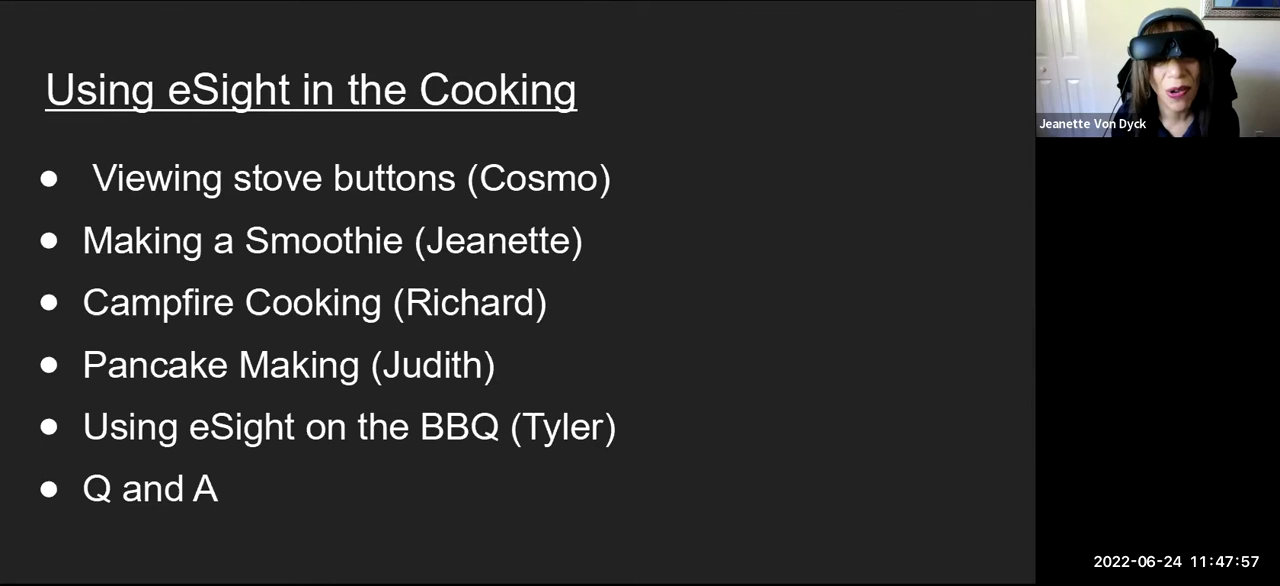 Using eSight in the Cooking
● Viewing stove buttons (Cosmo)
● Making a Smoothie (Jeanette)
● Campfire Cooking (Richard)
● Pancake Making (Judith)
● Using eSight on the BBQ (Tyler)
● Q and A
Jeanette Von Dyck
2022-06-24 11:47:57